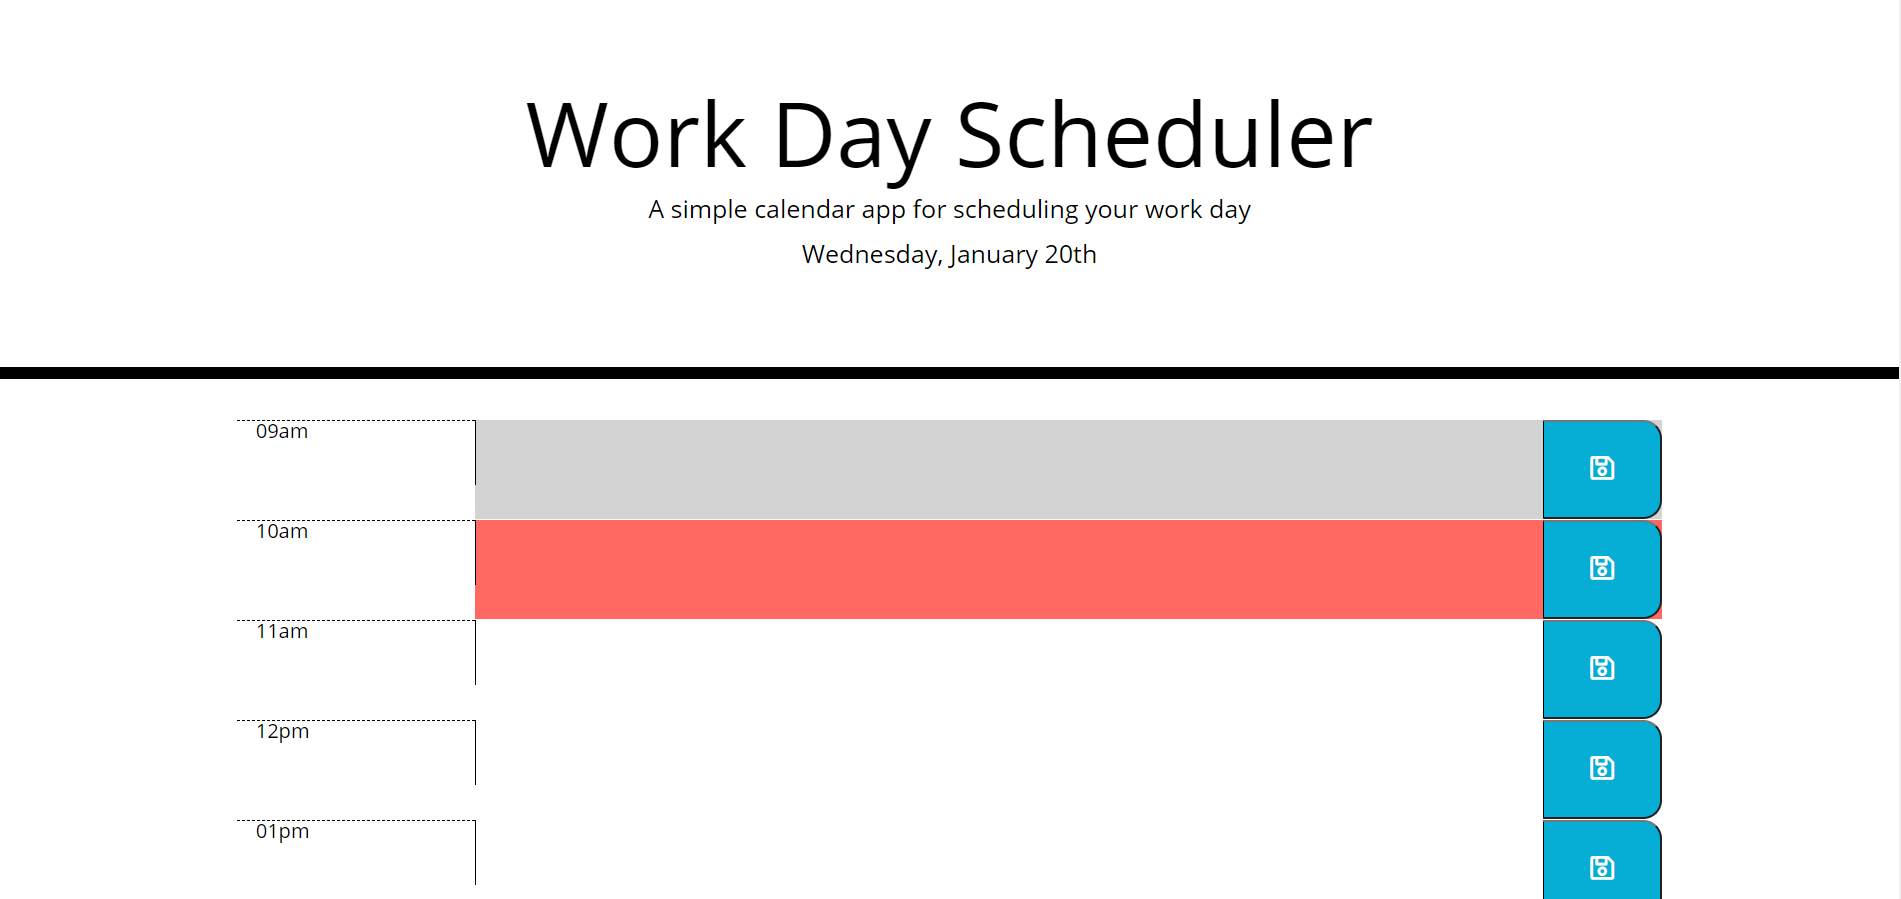 Work Day Scheduler
A simple calendar app for scheduling your work day
Wednesday, January 20th
09am
10am
11am
12pm
01pm